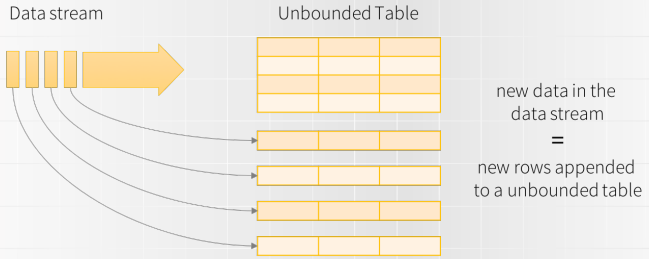 Data stream
Unbounded Table
new data in the
data stream
=
new rows appended
to a unbounded table